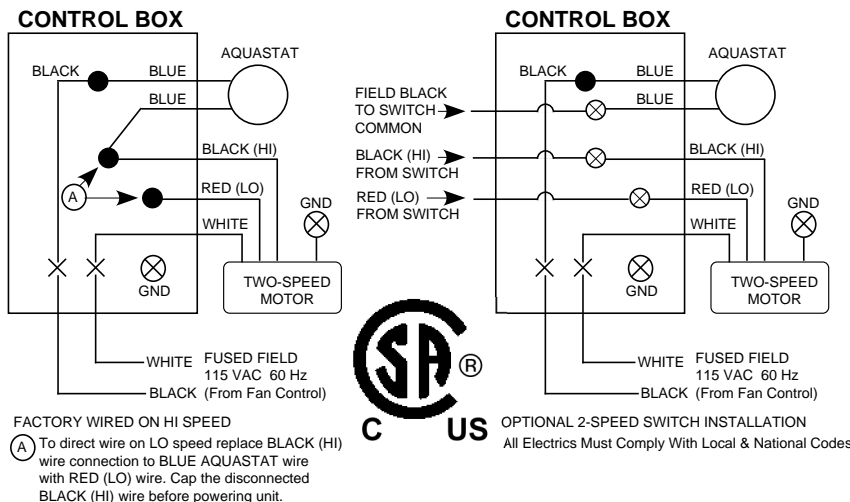 CONTROL BOX
AQUASTAT
BLACK
BLUE
BLUE
BLACK (HI)
A
RED (LO)
GND
WHITE
GND
TWO-SPEED
MOTOR
WHITE
FUSED FIELD
115 VAC 60 Hz
BLACK
(From Fan Control)
FACTORY WIRED ON HI SPEED
A To direct wire on LO speed replace BLACK (HI)
wire connection to BLUE AQUASTAT wire
with RED (LO) wire. Cap the disconnected
BLACK (HI) wire before powering unit.
CONTROL BOX
AQUASTAT
BLACK
BLUE
BLUE
FIELD BLACK
TO SWITCH
COMMON
BLACK (HI)
FROM SWITCH
BLACK (HI)
RED (LO)
FROM SWITCH
RED (LO)
GND
WHITE
GND
TWO-SPEED
MOTOR
WHITE
FUSED FIELD
115 VAC 60 Hz
BLACK
(From Fan Control)
SA ®
C US
OPTIONAL 2-SPEED SWITCH INSTALLATION
All Electrics Must Comply With Local & National Codes